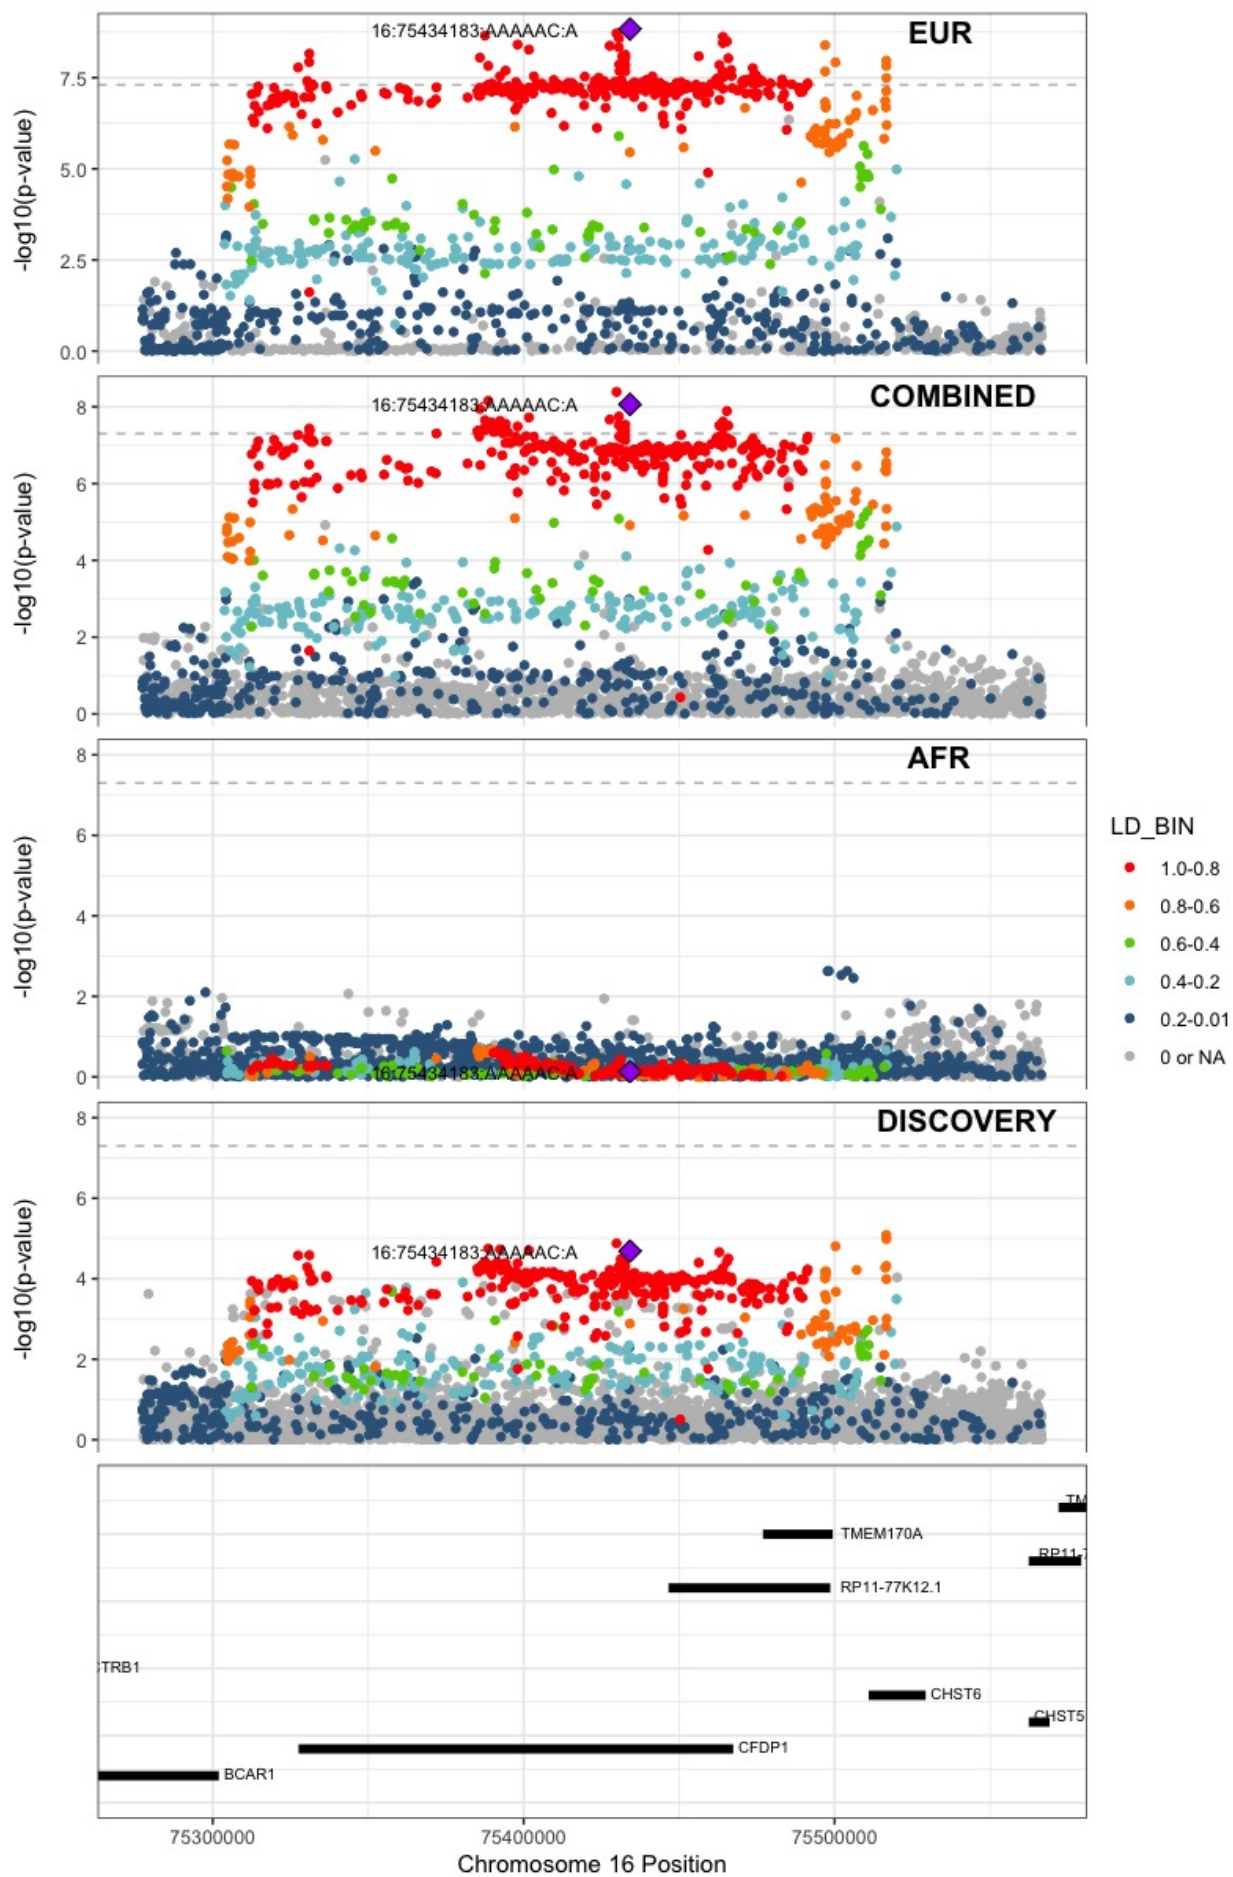 EUR
16:75434183:AAAAAC:A
-log10(p-value)
7.5
5.0
2.5
0.0
COMBINED
16:75434183:AAAAAC:A
-log10(p-value)
8
6
4
2
0
AFR
-log10(p-value)
8
6
4
2
0
16:75434183:AAAAAC:A
LD_BIN
1.0-0.8
0.8-0.6
0.6-0.4
0.4-0.2
0.2-0.01
0 or NA
DISCOVERY
16:75434183:AAAAAC:A
-log10(p-value)
8
6
4
2
0
TM
TMEM170A
RP11-
RP11-77K12.1
TRB1
CHST6
CHST5
CFDP1
BCAR1
75300000 75400000 75500000
Chromosome 16 Position